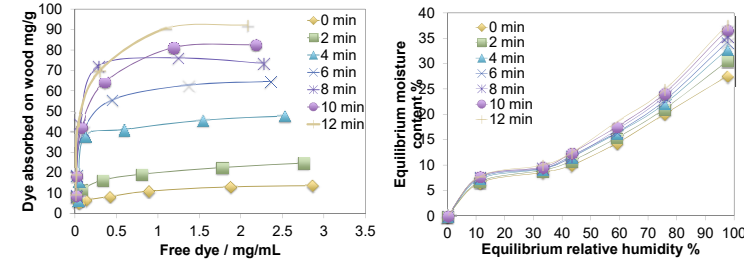 Dye absorbed on wood mg/g
100
90
80
70
60
50
40
30
20
10
0
0 0.5 1 1.5 2 2.5 3 3.5
Free dye / mg/mL
0 min
2 min
4 min
6 min
8 min
10 min
12 min
Equilibrium moisture
content %
40
35
30
25
20
15
10
5
0
0 10 20 30 40 50 60 70 80 90 100
Equilibrium relative humidity %
0 min
2 min
4 min
6 min
8 min
10 min
12 min